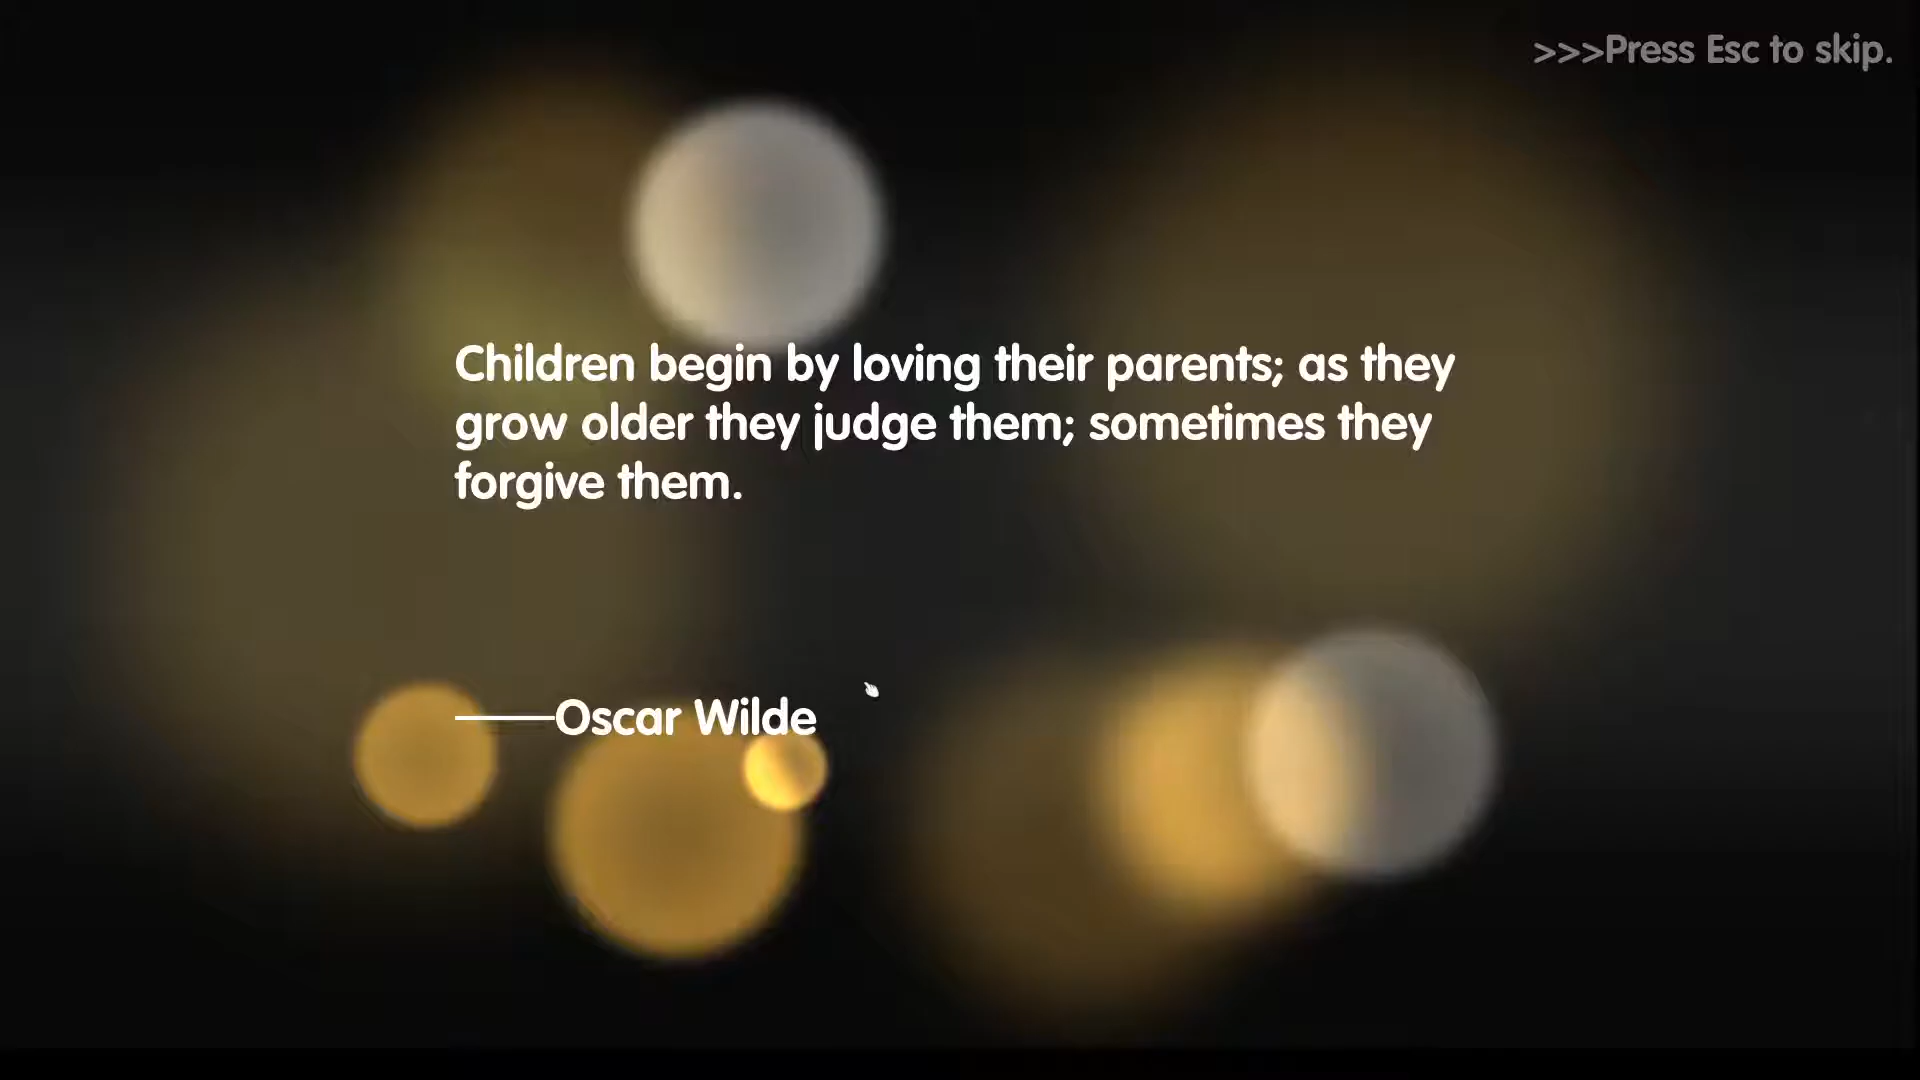 >>>Press Esc to skip.
Children begin by loving their parents; as they
grow older they judge them; sometimes they
forgive them.
——Oscar Wilde